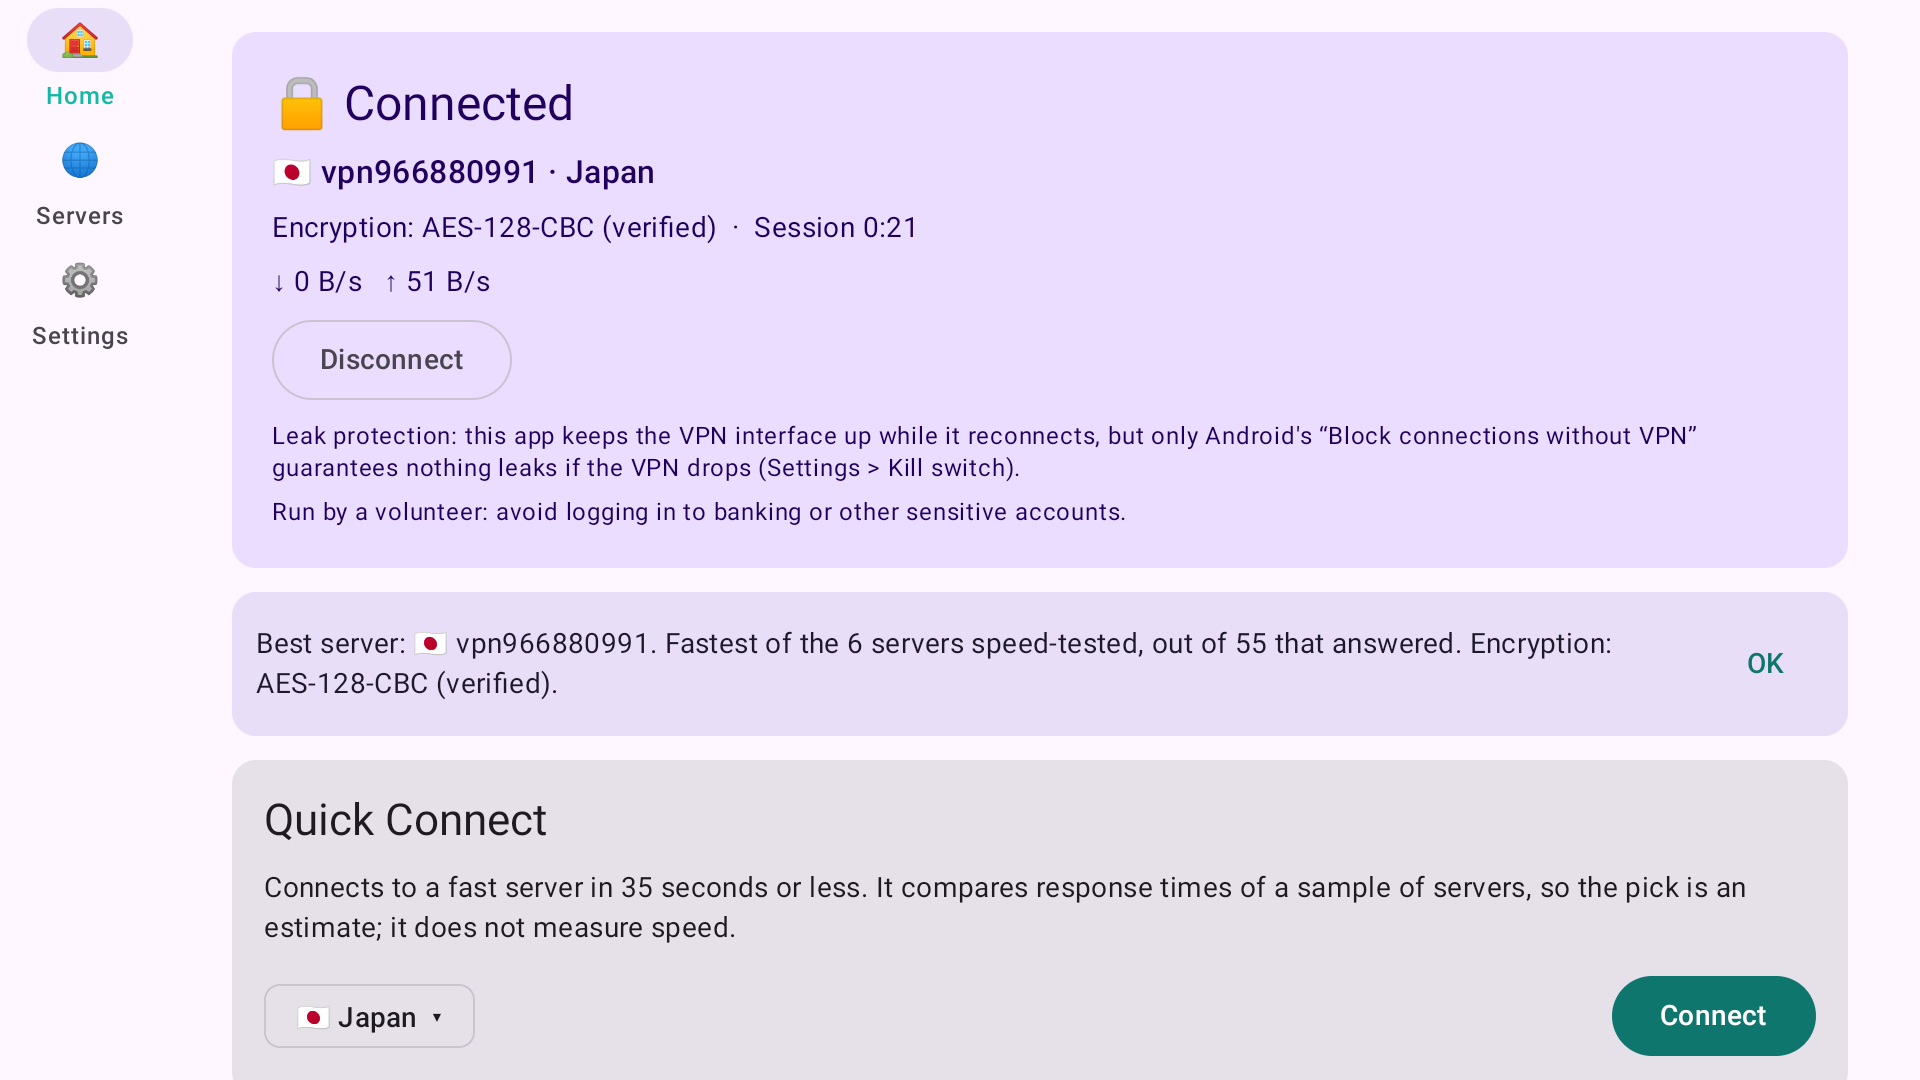 Home
Servers
Settings
Connected
vpn966880991 · Japan
Encryption: AES-128-CBC (verified) · Session 0:21
↓ 0 B/s ↑ 51 B/s
Disconnect
Leak protection: this app keeps the VPN interface up while it reconnects, but only Android's “Block connections without VPN”
guarantees nothing leaks if the VPN drops (Settings > Kill switch).
Run by a volunteer: avoid logging in to banking or other sensitive accounts.
Best server: 🇯🇵 vpn966880991. Fastest of the 6 servers speed-tested, out of 55 that answered. Encryption:
AES-128-CBC (verified).
OK
Quick Connect
Connects to a fast server in 35 seconds or less. It compares response times of a sample of servers, so the pick is an
estimate; it does not measure speed.
Japan ▾
Connect